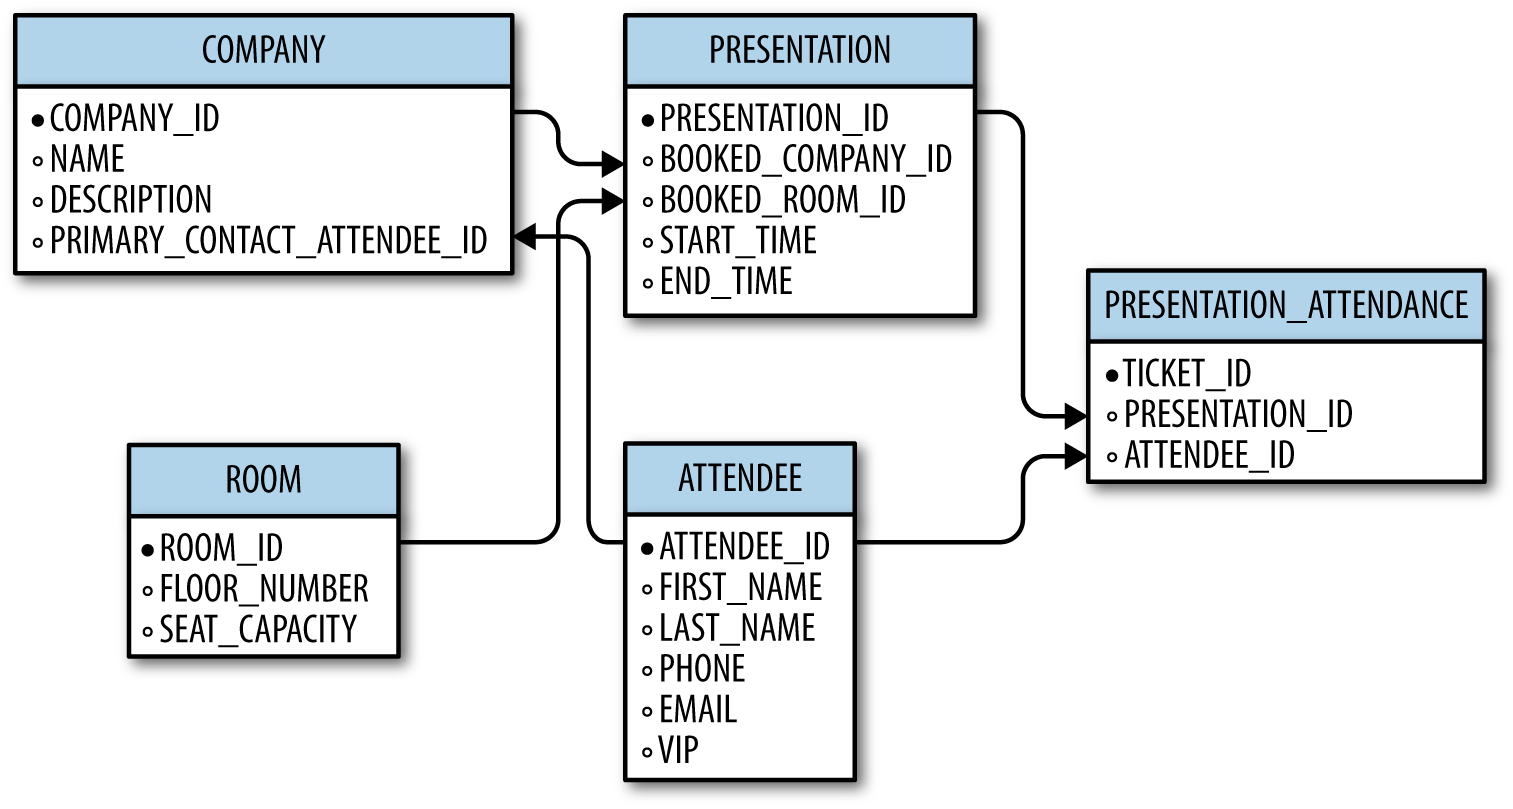 COMPANY
COMPANY_ID
NAME
DESCRIPTION
PRIMARY_CONTACT_ATTENDEE_ID
PRESENTATION
PRESENTATION_ID
BOOKED_COMPANY_ID
BOOKED_ROOM_ID
START_TIME
END_TIME
PRESENTATION_ATTENDANCE
TICKET_ID
PRESENTATION_ID
ATTENDEE_ID
ROOM
ROOM_ID
FLOOR_NUMBER
SEAT_CAPACITY
ATTENDEE
ATTENDEE_ID
FIRST_NAME
LAST_NAME
PHONE
EMAIL
VIP